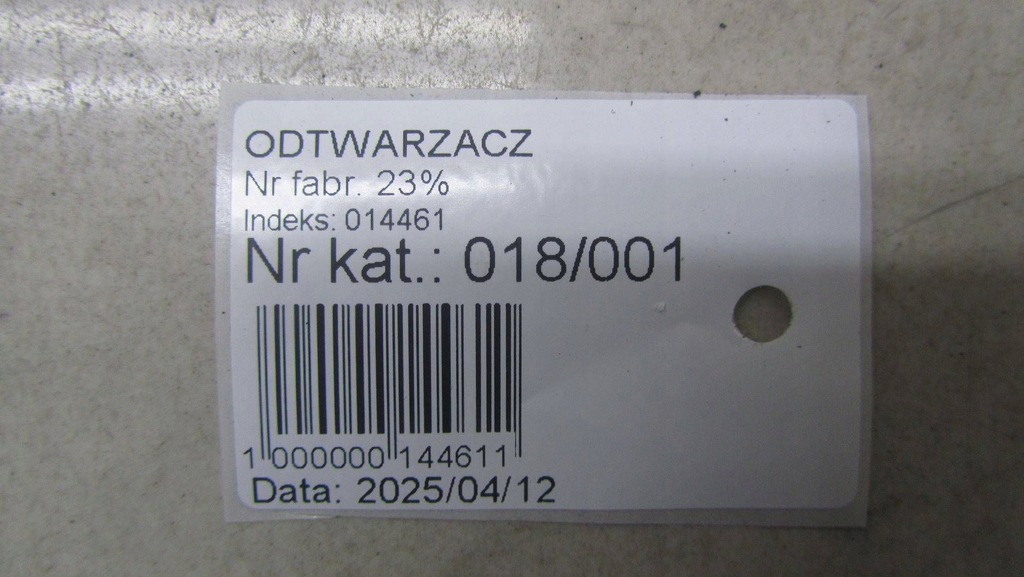 ODTWARZACZ
Nr fabr. 23%
Indeks: 014461
Nr kat.: 018/001
1 000000 144611
Data: 2025/04/12